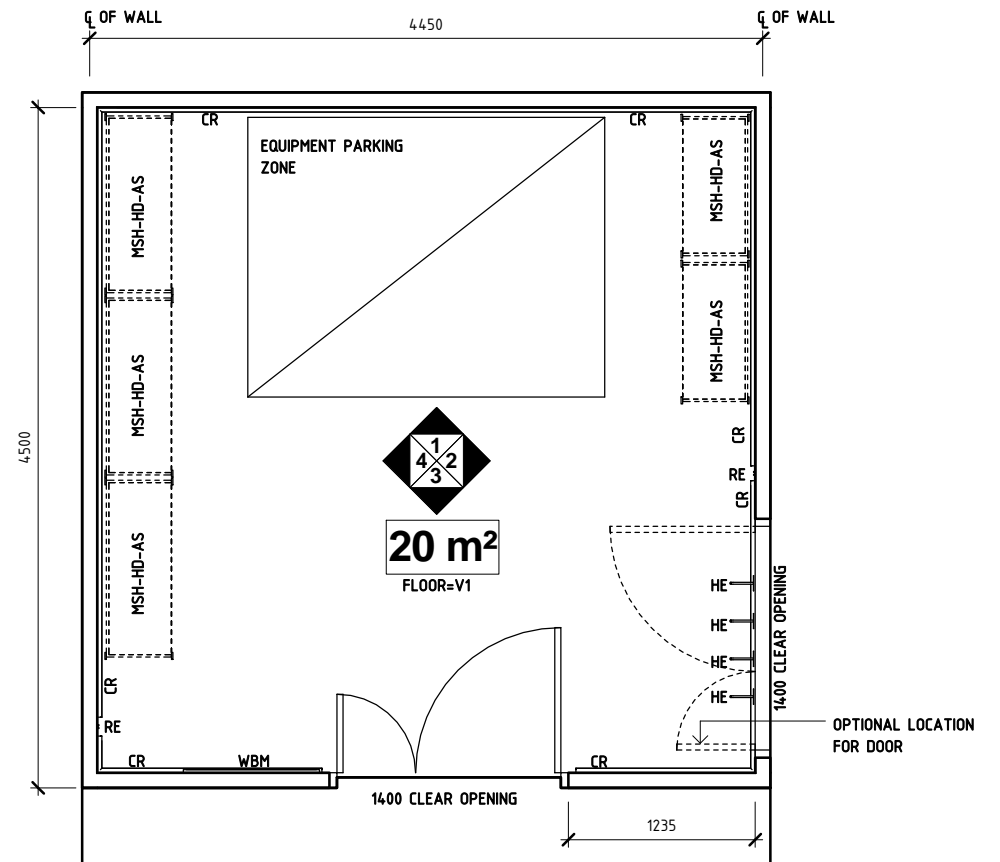 ℄ OF WALL
℄ OF WALL
4450
CR
CR
EQUIPMENT PARKING
ZONE
MSH-HD-AS
MSH-HD-AS
MSH-HD-AS
MSH-HD-AS
MSH-HD-AS
4500
1
4 2
3
CR
RE
CR
20 m²
FLOOR=V1
HE
HE
HE
HE
1400 CLEAR OPENING
CR
RE
OPTIONAL LOCATION
FOR DOOR
CR
WBM
CR
1400 CLEAR OPENING
1235